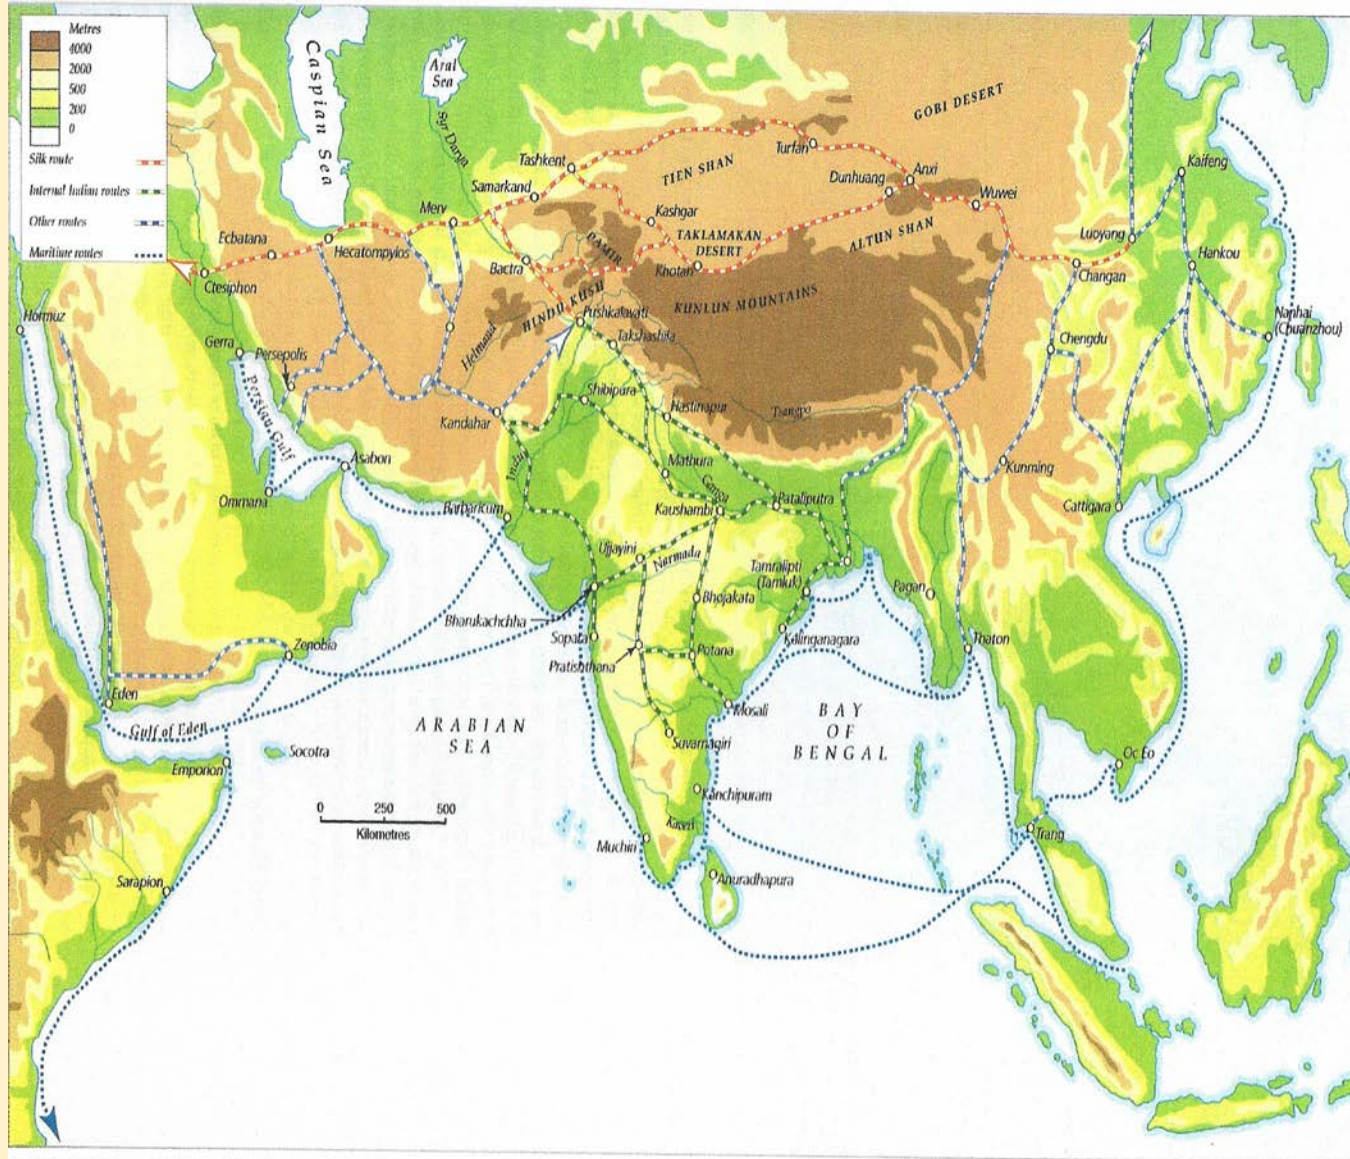 Metres
4000
2000
500
200
0
Silk route
Internal Indian routes
Other routes
Maritime routes
Caspian Sea
Aral
Sea
Syr Darya
GOBI DESERT
Turfan
Tashkent
TIEN SHAN
Anxi
Dunhuang
Kaifeng
Samarkand
Wuwei
Merv
Kashgar
Ecbatana
Hecatompylos
PAMIR
TAKLAMAKAN
DESERT
ALTUN SHAN
Luoyang
Hankou
Bactra
Khotan
Changan
Ctesiphon
HINDU KUSH
KUNLUN MOUNTAINS
Hormuz
Pushkalavati
Nanhai
(Cpuanzhou)
Gerra
Persepolis
Helmand
Takshashila
Chengdu
Persian Gulf
Shibipura
Hastinapur
Tsangpo
Kandahar
Indus
Asabon
Mathura
Kunming
Ommana
Barbarikum
Ganga
Kaushambi
Pataliputra
Cattigara
Ujjayini
Narmada
Tamralipti
(Tamluk)
Pagan
Bhojakata
Bharukachchha
Sopata
Kalinganagara
Thaton
Zenobia
Pratishthana
Potana
Eden
Gulf of Eden
ARABIAN
SEA
Mosali
BAY
OF
BENGAL
Suvarnagiri
Socotra
Emporion
Oc Eo
Kanchipuram
0 250 500
Kilometres
Kaveri
Muchiri
Trang
Sarapion
Anuradhapura